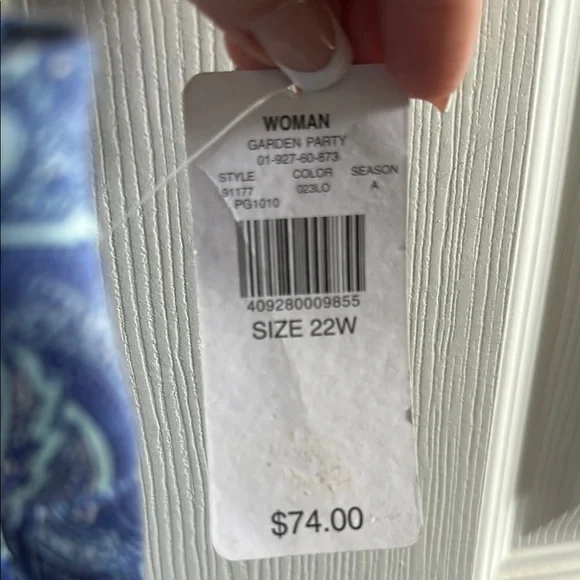 WOMAN
GARDEN PARTY
01-927-60-873
STYLE COLOR SEASON
91177 023LO A
PG1010
409280009855
SIZE 22W
$74.00